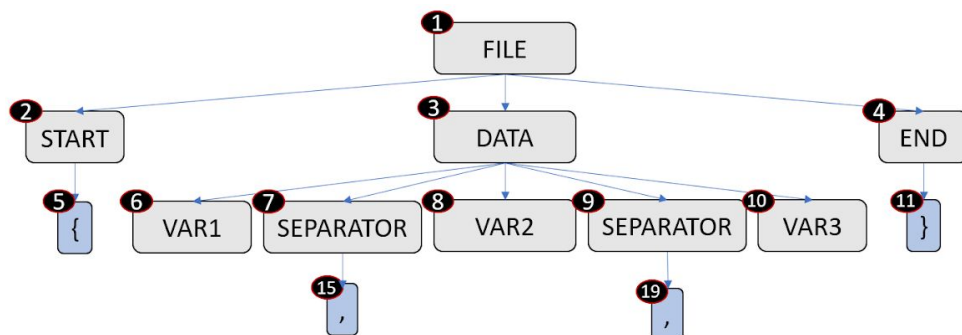 1
FILE
2
START
3
DATA
4
END
5
{
6
VAR1
7
SEPARATOR
8
VAR2
9
SEPARATOR
10
VAR3
11
}
15
,
19
,